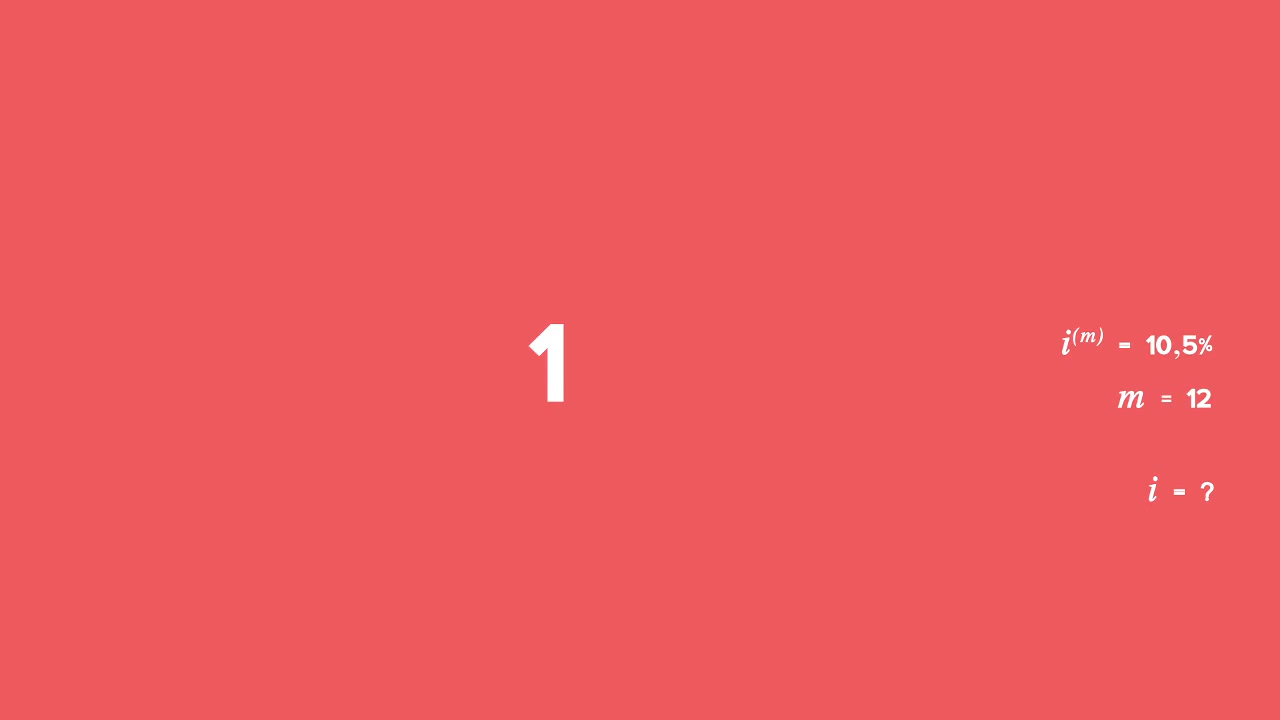 1
i^(m) = 10,5%
m = 12
i = ?